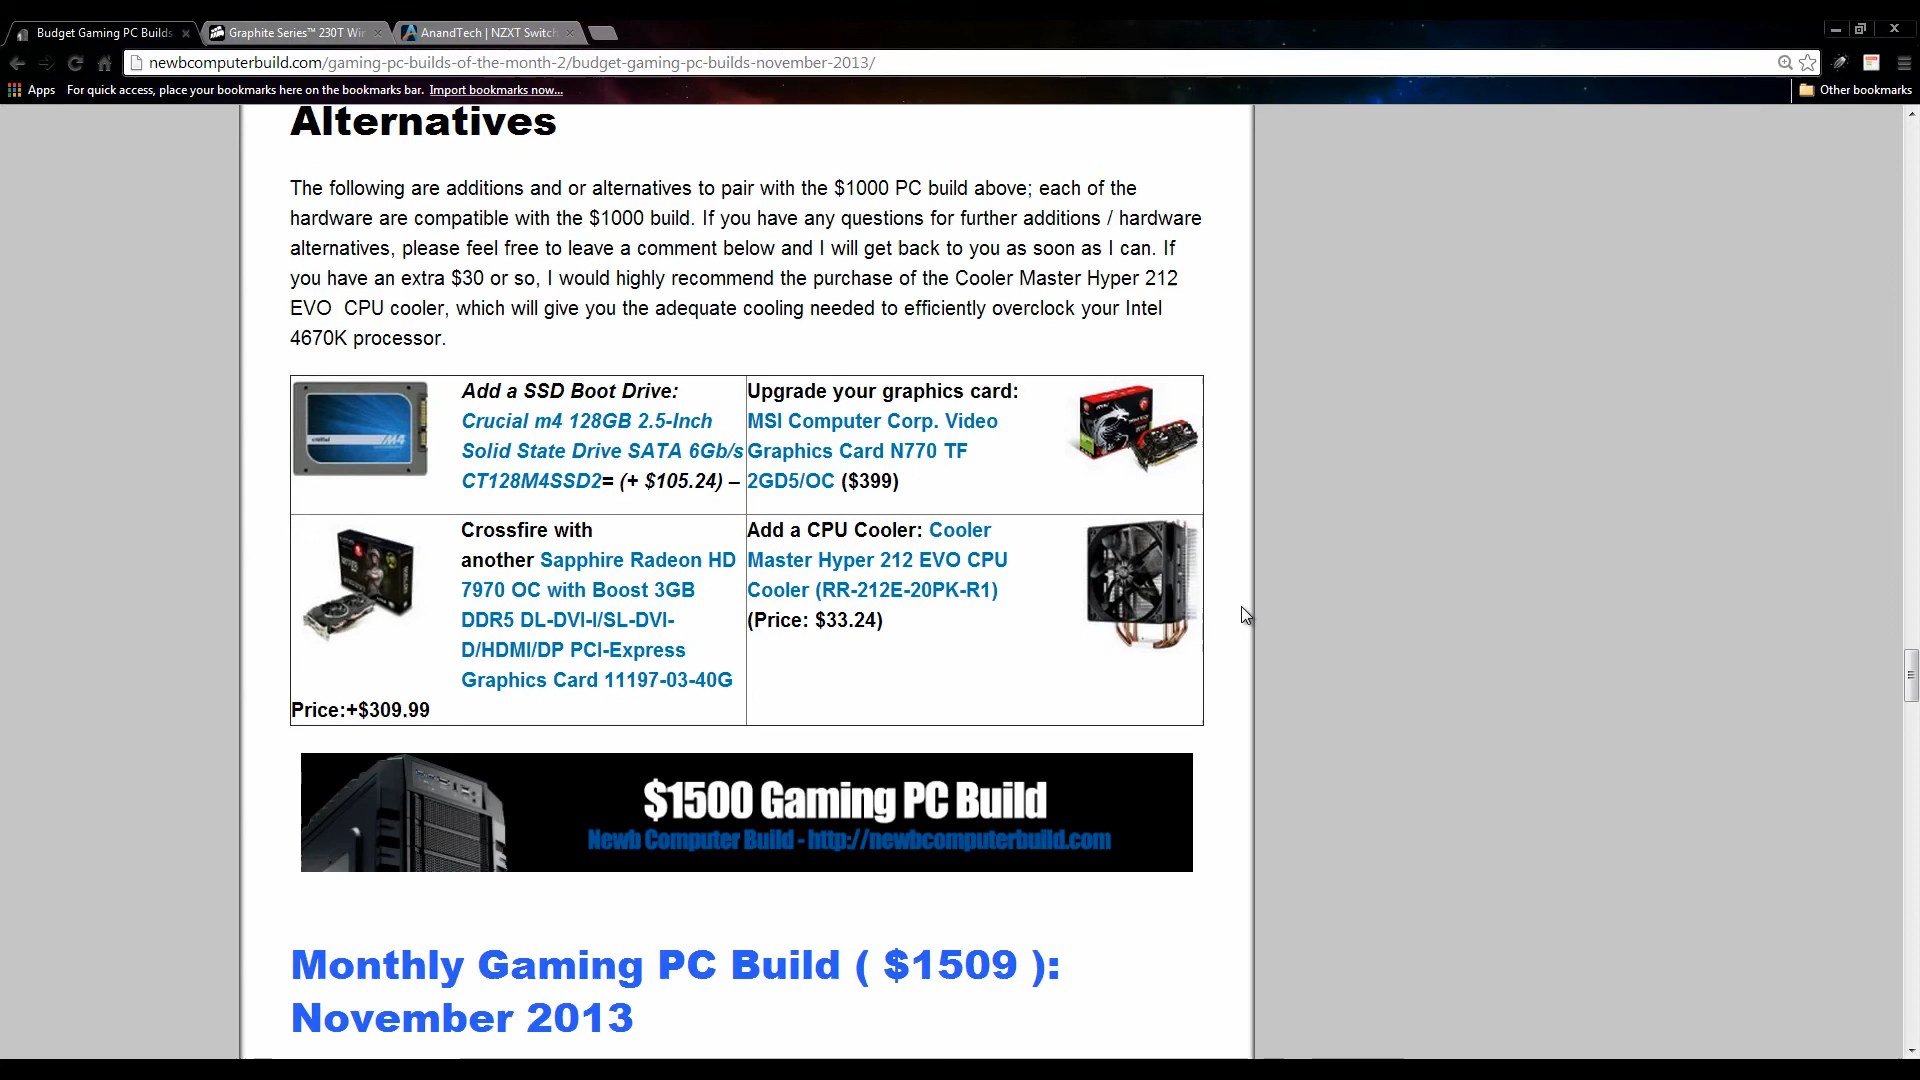 Budget Gaming PC Builds
Graphite Series™ 230T Win
AnandTech | NZXT Switch
newbcomputerbuild.com/gaming-pc-builds-of-the-month-2/budget-gaming-pc-builds-november-2013/
Apps
For quick access, place your bookmarks here on the bookmarks bar.
Import bookmarks now...
Other bookmarks
Alternatives
The following are additions and or alternatives to pair with the $1000 PC build above; each of the
hardware are compatible with the $1000 build. If you have any questions for further additions / hardware
alternatives, please feel free to leave a comment below and I will get back to you as soon as I can. If
you have an extra $30 or so, I would highly recommend the purchase of the Cooler Master Hyper 212
EVO  CPU cooler, which will give you the adequate cooling needed to efficiently overclock your Intel
4670K processor.
Add a SSD Boot Drive:
Crucial m4 128GB 2.5-Inch
Solid State Drive SATA 6Gb/s
CT128M4SSD2= (+ $105.24) –
Upgrade your graphics card:
MSI Computer Corp. Video
Graphics Card N770 TF
2GD5/OC ($399)
Crossfire with
another Sapphire Radeon HD
7970 OC with Boost 3GB
DDR5 DL-DVI-I/SL-DVI-
D/HDMI/DP PCI-Express
Graphics Card 11197-03-40G
Price:+$309.99
Add a CPU Cooler: Cooler
Master Hyper 212 EVO CPU
Cooler (RR-212E-20PK-R1)
(Price: $33.24)
$1500 Gaming PC Build
Newb Computer Build - http://newbcomputerbuild.com
Monthly Gaming PC Build ( $1509 ):
November 2013